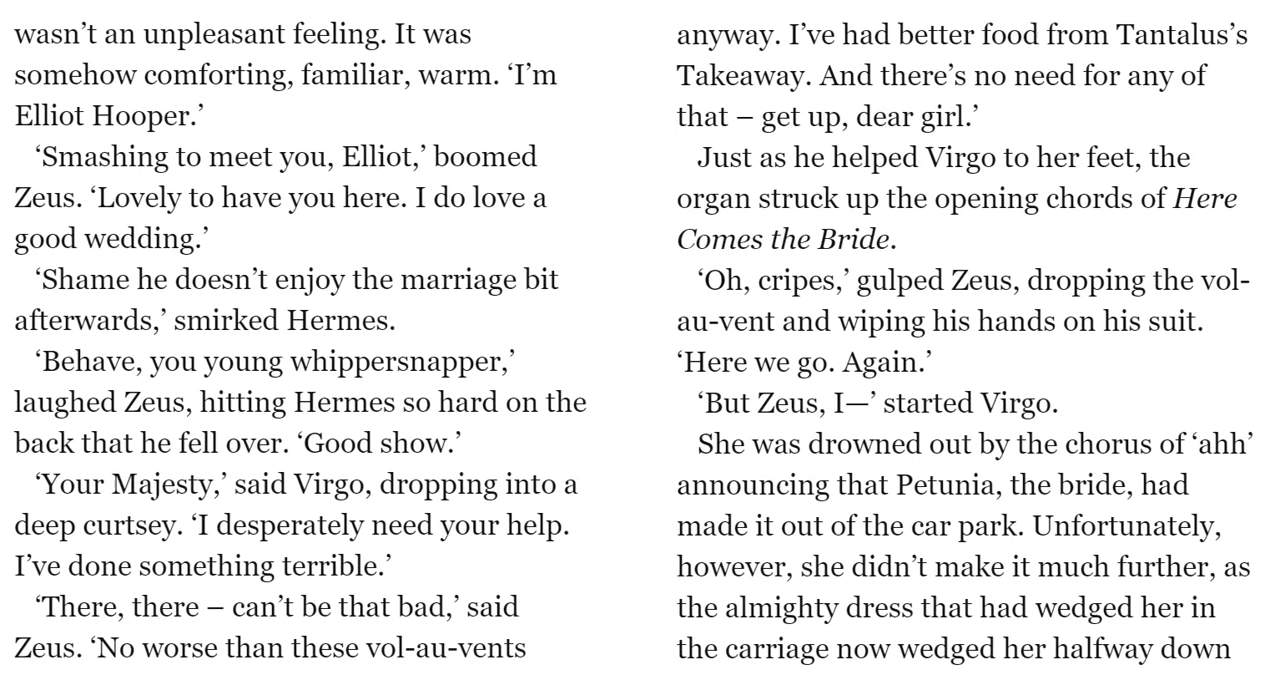 wasn’t an unpleasant feeling. It was
somehow comforting, familiar, warm. ‘I’m
Elliot Hooper.’
‘Smashing to meet you, Elliot,’ boomed
Zeus. ‘Lovely to have you here. I do love a
good wedding.’
‘Shame he doesn’t enjoy the marriage bit
afterwards,’ smirked Hermes.
‘Behave, you young whippersnapper,’
laughed Zeus, hitting Hermes so hard on the
back that he fell over. ‘Good show.’
‘Your Majesty,’ said Virgo, dropping into a
deep curtsey. ‘I desperately need your help.
I’ve done something terrible.’
‘There, there – can’t be that bad,’ said
Zeus. ‘No worse than these vol-au-vents
anyway. I’ve had better food from Tantalus’s
Takeaway. And there’s no need for any of
that – get up, dear girl.’
Just as he helped Virgo to her feet, the
organ struck up the opening chords of Here
Comes the Bride.
‘Oh, cripes,’ gulped Zeus, dropping the vol-
au-vent and wiping his hands on his suit.
‘Here we go. Again.’
‘But Zeus, I—’ started Virgo.
She was drowned out by the chorus of ‘ahh’
announcing that Petunia, the bride, had
made it out of the car park. Unfortunately,
however, she didn’t make it much further, as
the almighty dress that had wedged her in
the carriage now wedged her halfway down